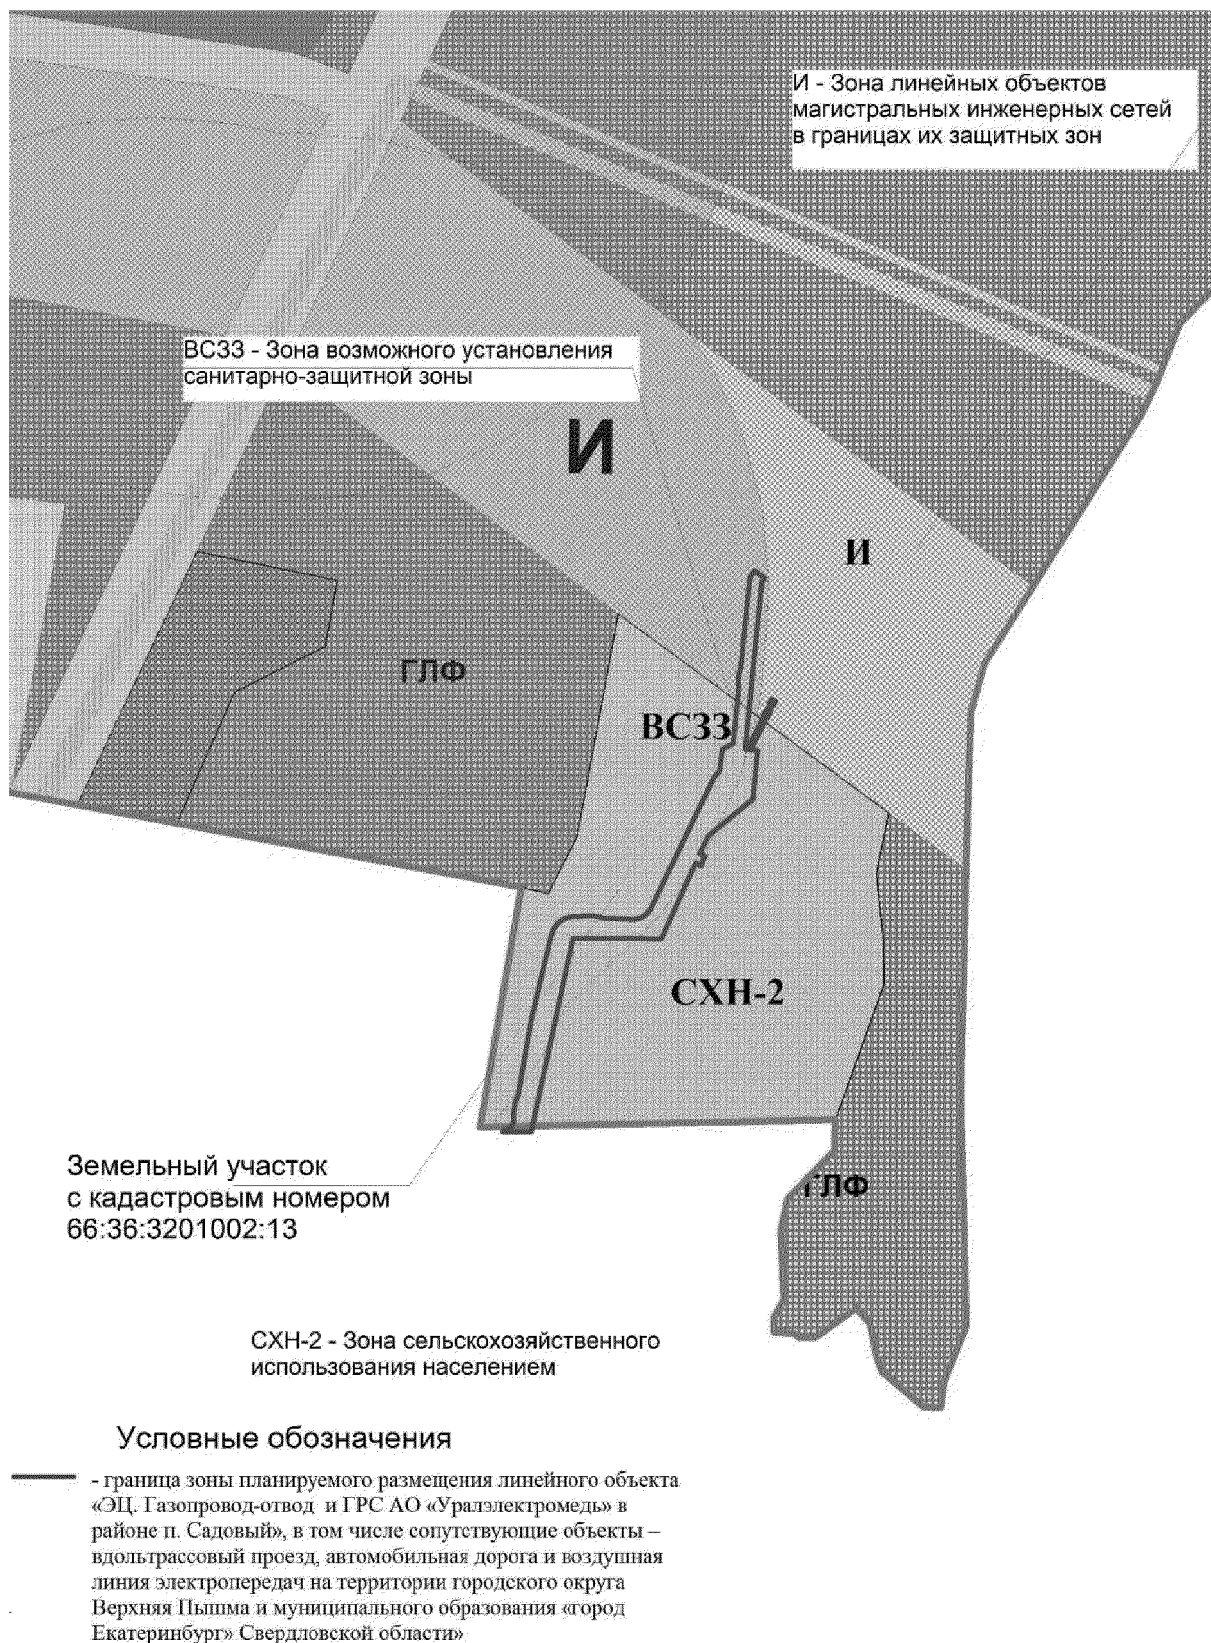 И - Зона линейных объектов
магистральных инженерных сетей
в границах их защитных зон
ВСЗЗ - Зона возможного установления
санитарно-защитной зоны
И
И
ГЛФ
ВСЗЗ
СХН-2
Земельный участок
с кадастровым номером
66:36:3201002:13
ГЛФ
СХН-2 - Зона сельскохозяйственного
использования населением
Условные обозначения
- граница зоны планируемого размещения линейного объекта
«ЭЦ. Газопровод-отвод и ГРС АО «Уралэлектромедь» в
районе п. Садовый», в том числе сопутствующие объекты –
вдольтрассовый проезд, автомобильная дорога и воздушная
линия электропередач на территории городского округа
Верхняя Пышма и муниципального образования «город
Екатеринбург» Свердловской области»